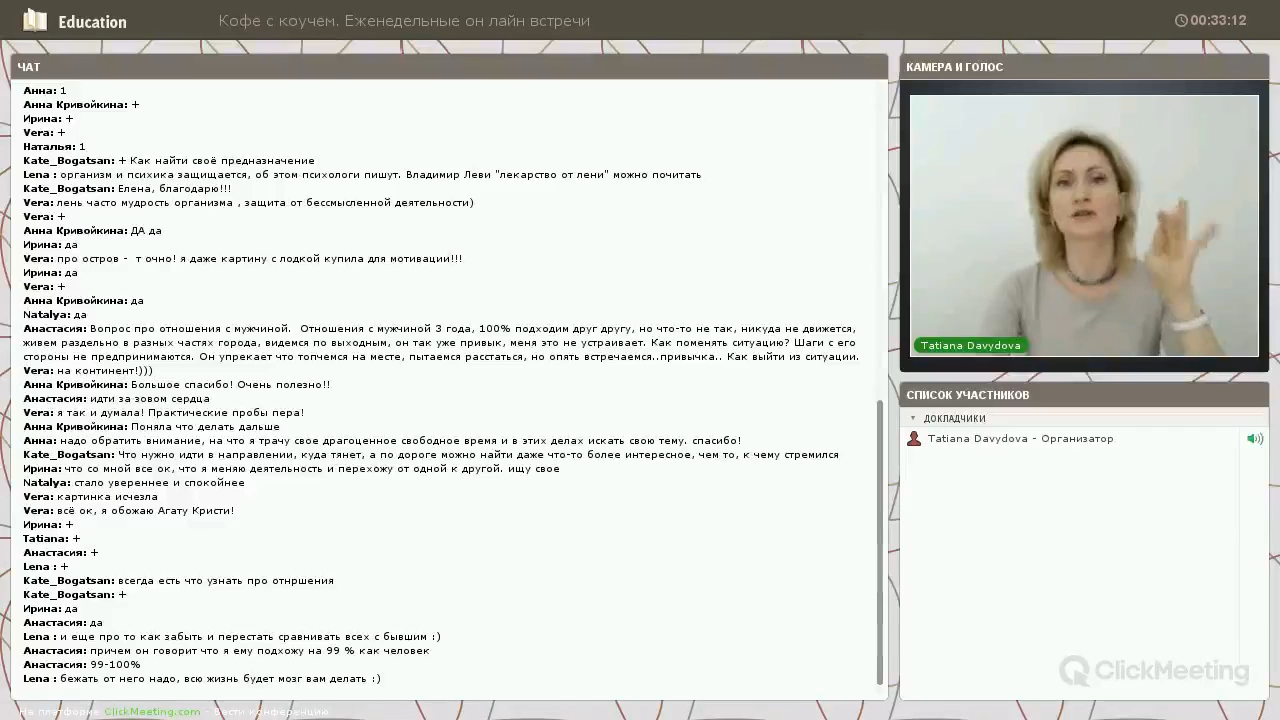 Education
Кофе с коучем. Еженедельные он лайн встречи
00:33:12
ЧАТ
Анна: 1
Анна Кривойкина: +
Ирина: +
Vera: +
Наталья: 1
Kate_Bogatsan: + Как найти своё предназначение
Lena : организм и психика защищается, об этом психологи пишут. Владимир Леви "лекарство от лени" можно почитать
Kate_Bogatsan: Елена, благодарю!!!
Vera: лень часто мудрость организма , защита от бессмысленной деятельности)
Vera: +
Анна Кривойкина: ДА да
Ирина: да
Vera: про остров - т очно! я даже картину с лодкой купила для мотивации!!!
Ирина: да
Vera: +
Анна Кривойкина: да
Natalya: да
Анастасия: Вопрос про отношения с мужчиной. Отношения с мужчиной 3 года, 100% подходим друг другу, но что-то не так, никуда не движется,
живем раздельно в разных частях города, видемся по выходным, он так уже привык, меня это не устраивает. Как поменять ситуацию? Шаги с его
стороны не предпринимаются. Он упрекает что топчемся на месте, пытаемся расстаться, но опять встречаемся..привычка.. Как выйти из ситуации.
Vera: на континент!)))
Анна Кривойкина: Большое спасибо! Очень полезно!!
Анастасия: идти за зовом сердца
Vera: я так и думала! Практические пробы пера!
Анна Кривойкина: Поняла что делать дальше
Анна: надо обратить внимание, на что я трачу свое драгоценное свободное время и в этих делах искать свою тему. спасибо!
Kate_Bogatsan: Что нужно идти в направлении, куда тянет, а по дороге можно найти даже что-то более интересное, чем то, к чему стремился
Ирина: что со мной все ок, что я меняю деятельность и перехожу от одной к другой. ищу свое
Natalya: стало увереннее и спокойнее
Vera: картинка исчезла
Vera: всё ок, я обожаю Агату Кристи!
Ирина: +
Tatiana: +
Анастасия: +
Lena : +
Kate_Bogatsan: всегда есть что узнать про отнршения
Kate_Bogatsan: +
Ирина: да
Анастасия: да
Lena : и еще про то как забыть и перестать сравнивать всех с бывшим :)
Анастасия: причем он говорит что я ему подхожу на 99 % как человек
Анастасия: 99-100%
Lena : бежать от него надо, всю жизнь будет мозг вам делать :)
На платформе ClickMeeting.com - Вести конференцию
КАМЕРА И ГОЛОС
Tatiana Davydova
СПИСОК УЧАСТНИКОВ
ДОКЛАДЧИКИ
Tatiana Davydova - Организатор
ClickMeeting